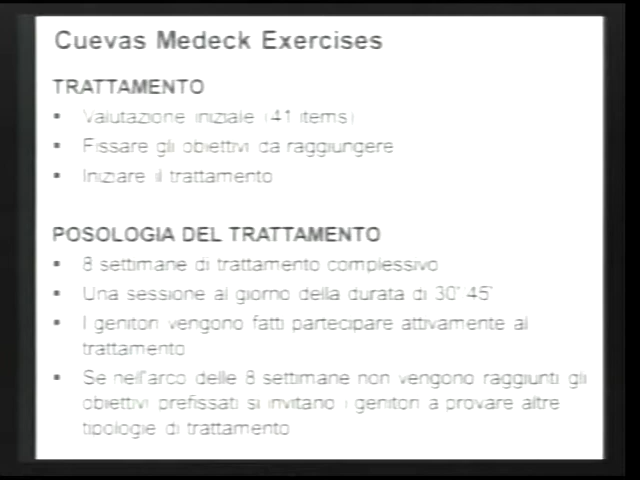 Cuevas Medeck Exercises
TRATTAMENTO
▪ Valutazione iniziale (41 items)
▪ Fissare gli obiettivi da raggiungere
▪ Iniziare il trattamento
POSOLOGIA DEL TRATTAMENTO
▪ 8 settimane di trattamento complessivo
▪ Una sessione al giorno della durata di 30' 45'
▪ I genitori vengono fatti partecipare attivamente al
trattamento
▪ Se nell'arco delle 8 settimane non vengono raggiunti gli
obiettivi prefissati si invitano i genitori a provare altre
tipologie di trattamento